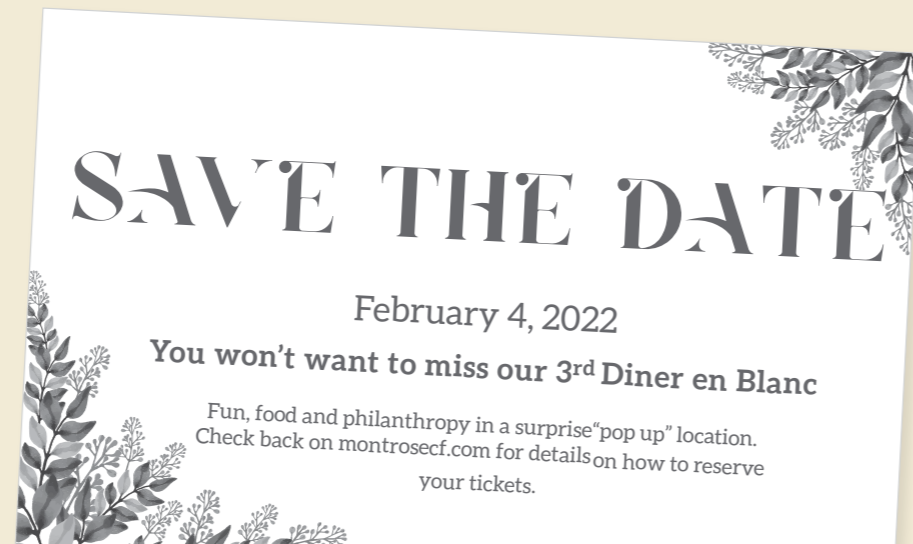 SAVE THE DATE
February 4, 2022
You won't want to miss our 3rd Diner en Blanc
Fun, food and philanthropy in a surprise“pop up” location.
Check back on montrosecf.com for details on how to reserve
your tickets.